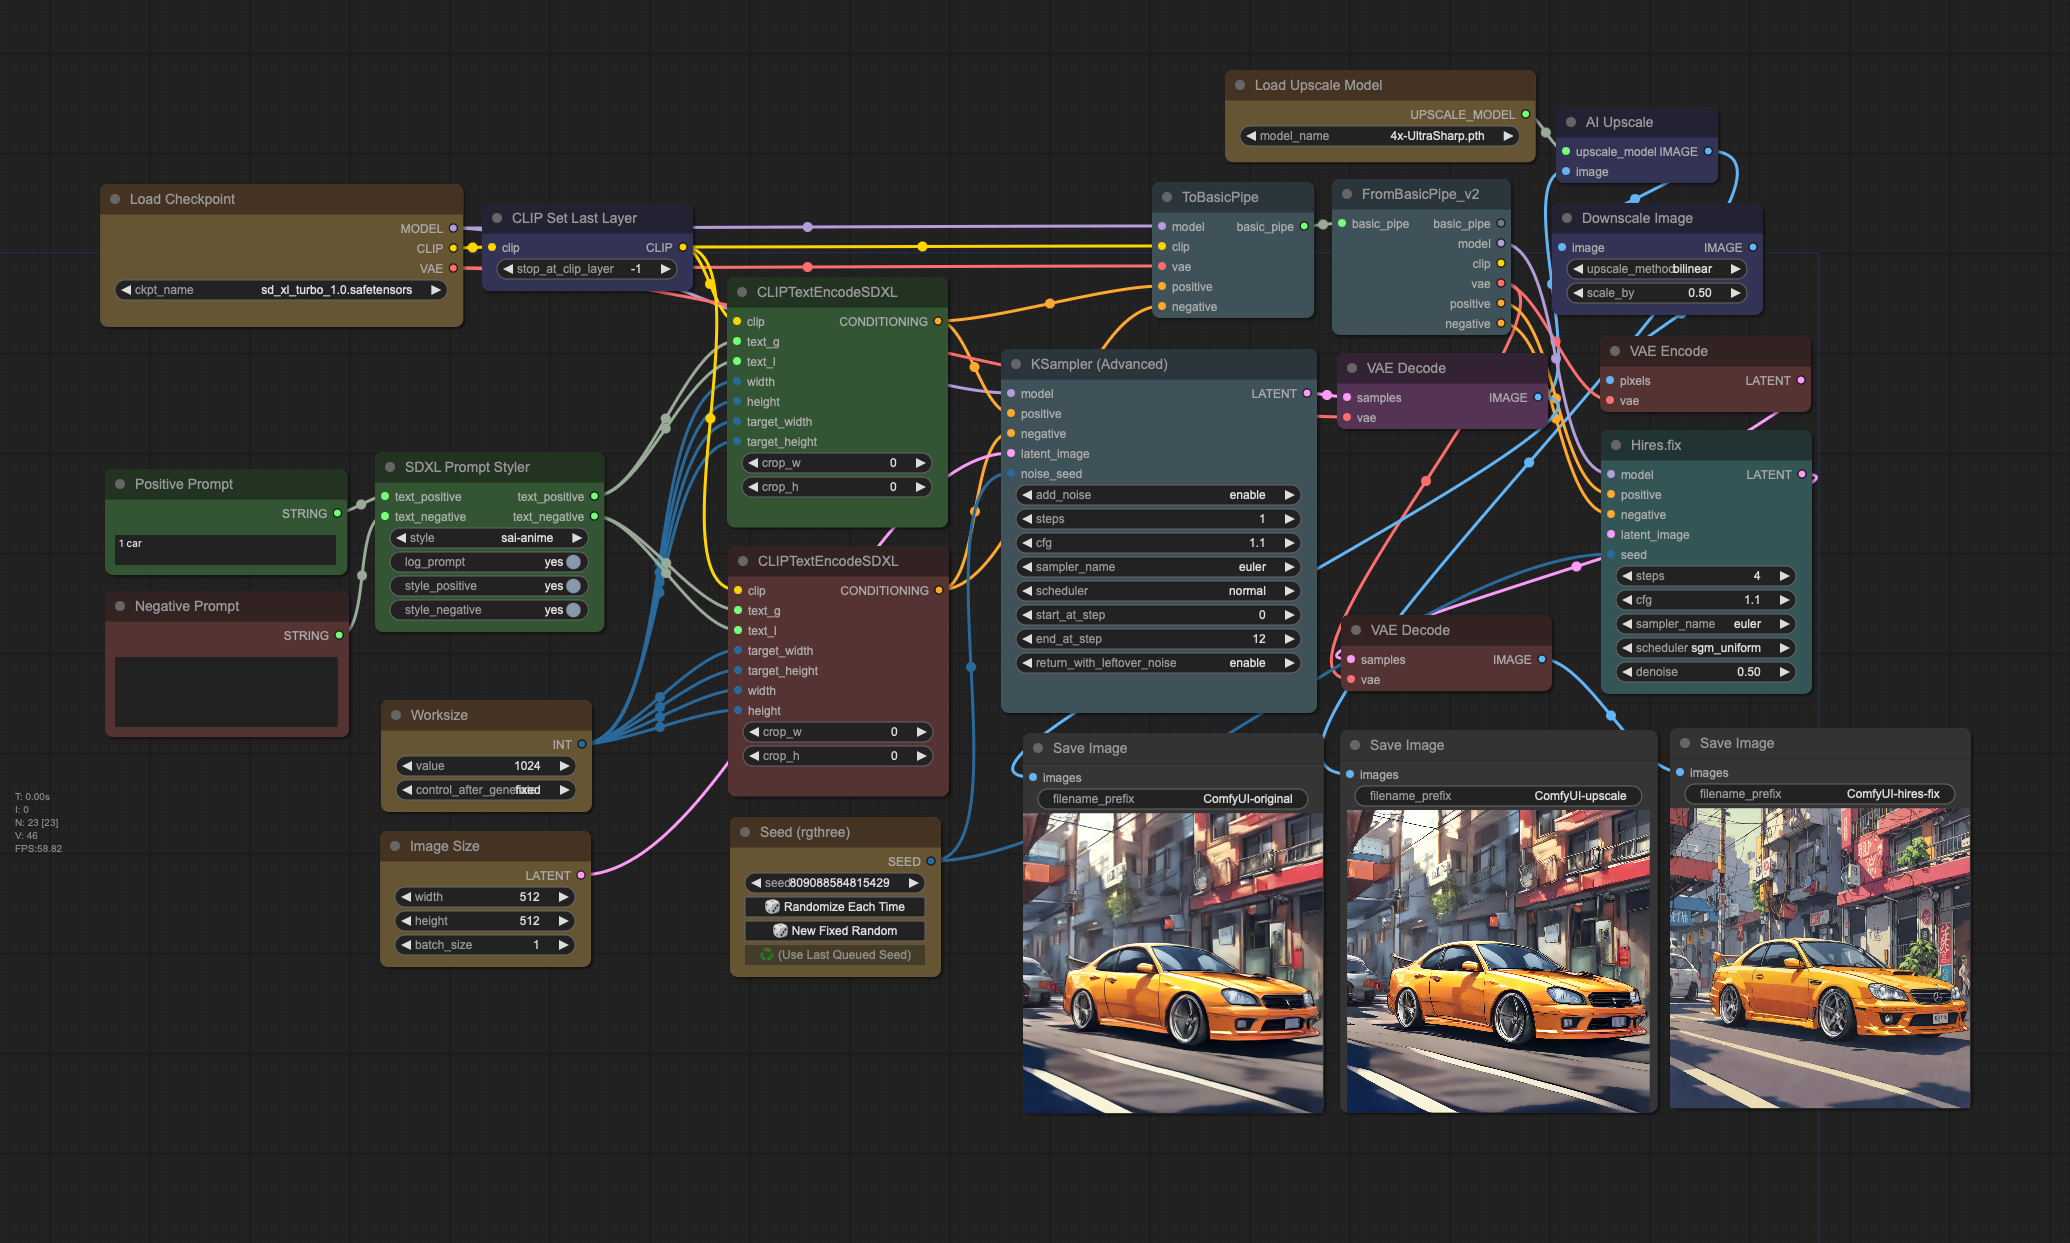 Load Checkpoint
MODEL
CLIP
VAE
ckpt_name sd_xl_turbo_1.0.safetensors
CLIP Set Last Layer
clip CLIP
stop_at_clip_layer -1
Positive Prompt
STRING
1 car
Negative Prompt
STRING
SDXL Prompt Styler
text_positive text_positive
text_negative text_negative
style sai-anime
log_prompt yes
style_positive yes
style_negative yes
Worksize
INT
value 1024
control_after_generate fixed
Image Size
LATENT
width 512
height 512
batch_size 1
T: 0.00s
I: 0
N: 23 [23]
V: 46
FPS:58.82
CLIPTextEncodeSDXL
clip CONDITIONING
text_g
text_l
width
height
target_width
target_height
crop_w 0
crop_h 0
CLIPTextEncodeSDXL
clip CONDITIONING
text_g
text_l
target_width
target_height
width
height
crop_w 0
crop_h 0
Seed (rgthree)
SEED
seed 809088584815429
Randomize Each Time
New Fixed Random
(Use Last Queued Seed)
KSampler (Advanced)
model LATENT
positive
negative
latent_image
noise_seed
add_noise enable
steps 1
cfg 1.1
sampler_name euler
scheduler normal
start_at_step 0
end_at_step 12
return_with_leftover_noise enable
ToBasicPipe
model basic_pipe
clip
vae
positive
negative
FromBasicPipe_v2
basic_pipe basic_pipe
model
clip
vae
positive
negative
Load Upscale Model
UPSCALE_MODEL
model_name 4x-UltraSharp.pth
AI Upscale
upscale_model IMAGE
image
Downscale Image
image IMAGE
upscale_method bilinear
scale_by 0.50
VAE Decode
samples IMAGE
vae
VAE Encode
pixels LATENT
vae
Hires.fix
model LATENT
positive
negative
latent_image
seed
steps 4
cfg 1.1
sampler_name euler
scheduler sgm_uniform
denoise 0.50
VAE Decode
samples IMAGE
vae
Save Image
images
filename_prefix ComfyUI-original
Save Image
images
filename_prefix ComfyUI-upscale
Save Image
images
filename_prefix ComfyUI-hires-fix